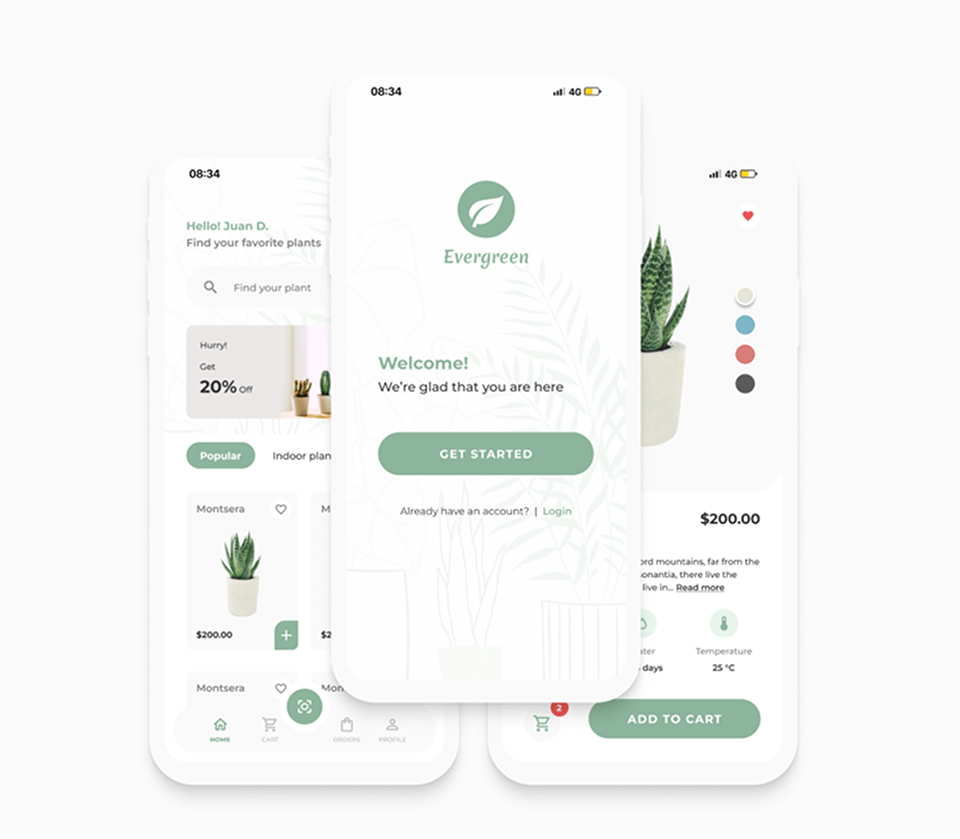 08:34
Hello! Juan D.
Find your favorite plants
Find your plant
Hurry!
Get
20% Off
Popular
Indoor plan
Montsera
M
$200.00
$2
Montsera
Mon
HOME
CART
ORDERS
PROFILE
08:34
4G
Evergreen
Welcome!
We're glad that you are here
GET STARTED
Already have an account? | Login
4G
$200.00
ord mountains, far from the
sonantia, there live the
live in... Read more
ater
Temperature
days
25 °C
2
ADD TO CART